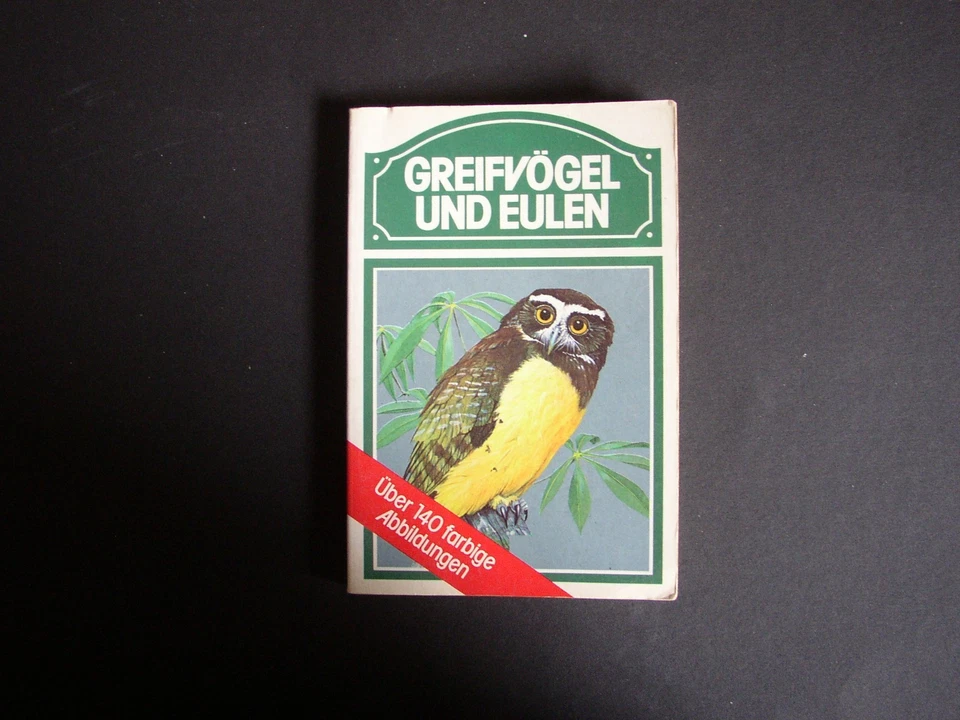 GREIFVÖGEL
UND EULEN
Über 140 farbige
Abbildungen